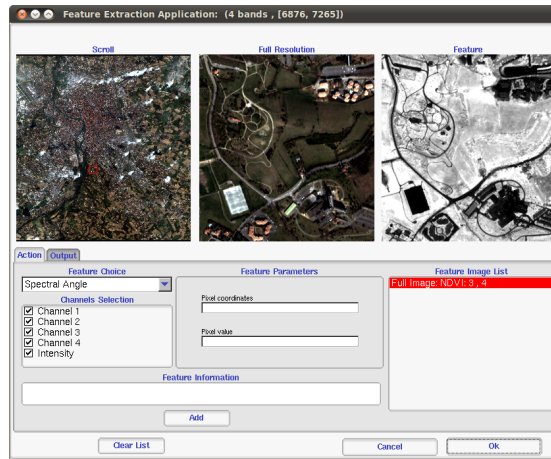 Feature Extraction Application: (4 bands , [6876, 7265])
Scroll
Full Resolution
Feature
Action
Output
Feature Choice
Spectral Angle
Channels Selection
Channel 1
Channel 2
Channel 3
Channel 4
Intensity
Feature Parameters
Pixel coordinates
Pixel value
Feature Image List
Full Image: NDVI: 3 , 4
Feature Information
Add
Clear List
Cancel
Ok